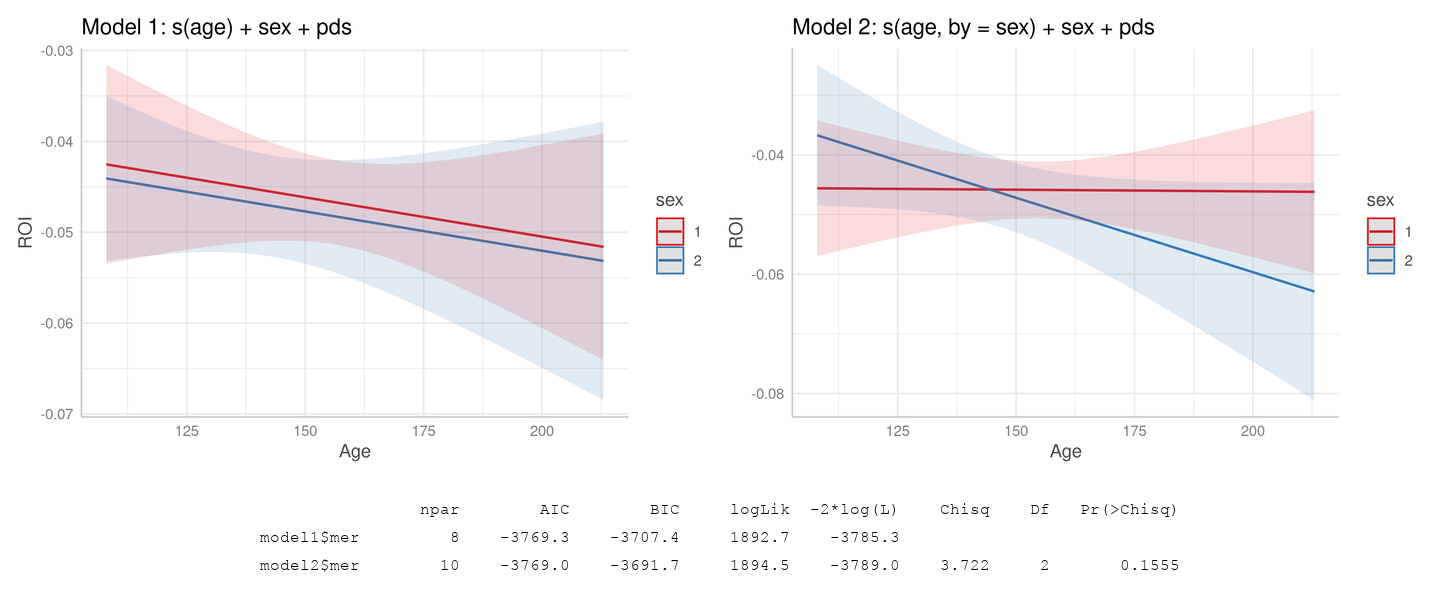 Model 1: s(age) + sex + pds
-0.03
-0.04
-0.05
-0.06
-0.07
ROI
125 150 175 200
Age
sex
1
2
Model 2: s(age, by = sex) + sex + pds
-0.04
-0.06
-0.08
ROI
125 150 175 200
Age
sex
1
2
npar AIC BIC logLik -2*log(L) Chisq Df Pr(>Chisq)
model1$mer 8 -3769.3 -3707.4 1892.7 -3785.3
model2$mer 10 -3769.0 -3691.7 1894.5 -3789.0 3.722 2 0.1555